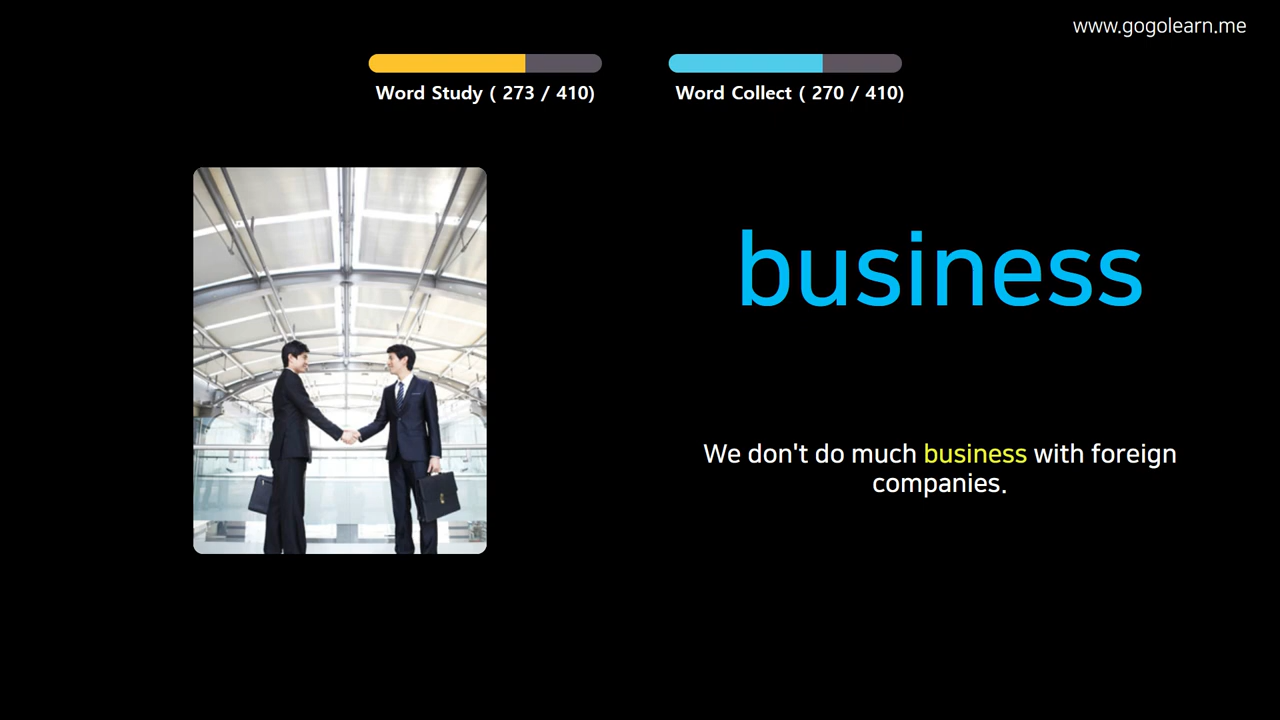 www.gogolearn.me
Word Study ( 273 / 410)
Word Collect ( 270 / 410)
business
We don't do much business with foreign
companies.